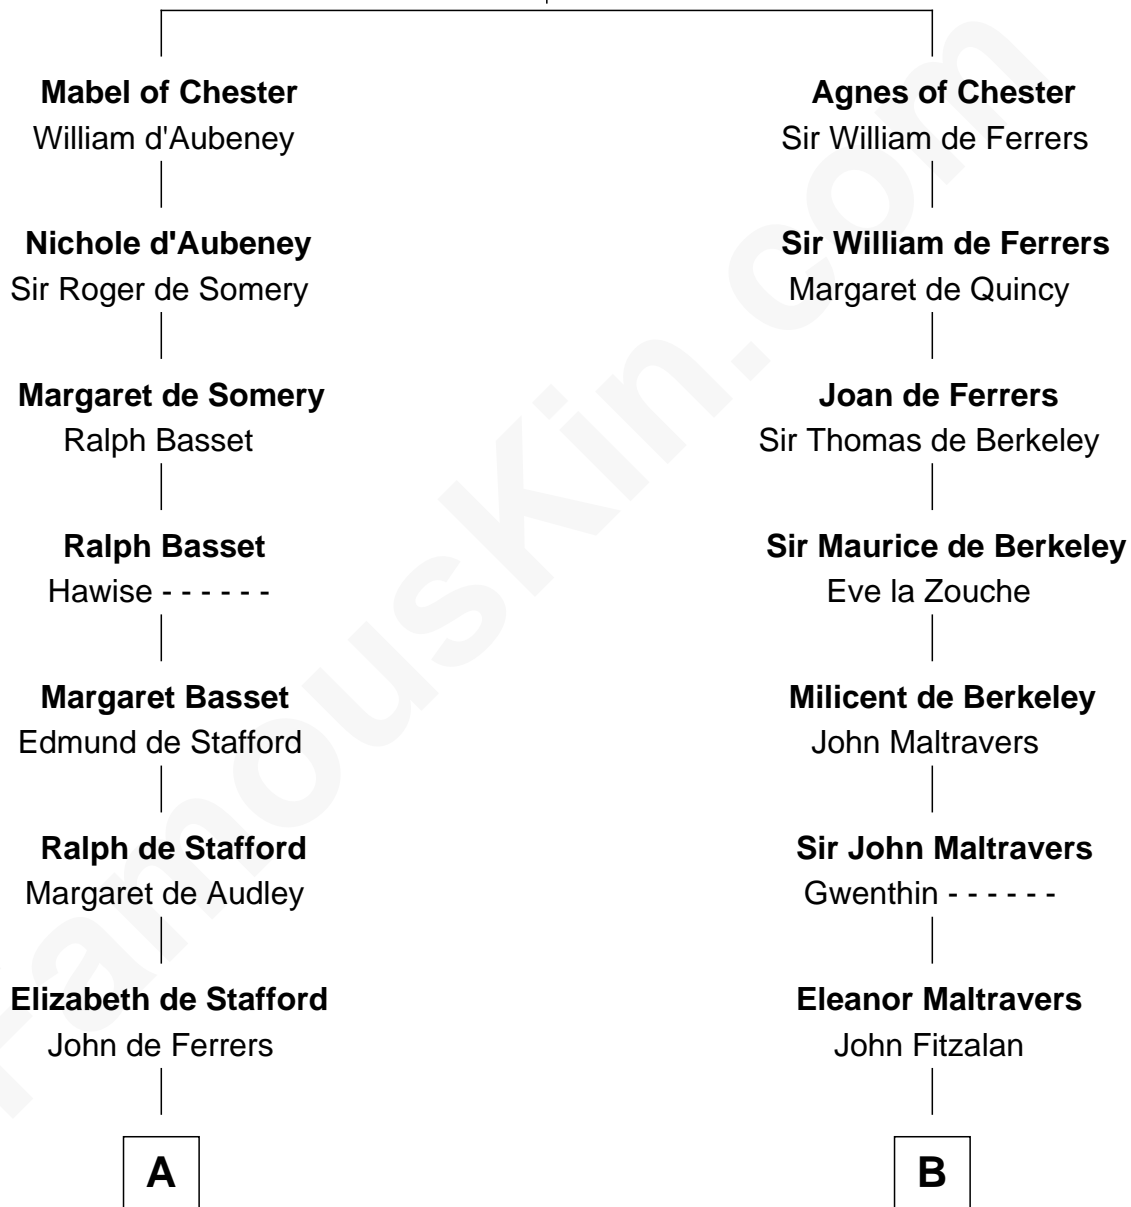 Mabel of Chester
William d'Aubeney
Nichole d'Aubeney
Sir Roger de Somery
Margaret de Somery
Ralph Basset
Ralph Basset
Hawise - - - - - -
Margaret Basset
Edmund de Stafford
Ralph de Stafford
Margaret de Audley
Elizabeth de Stafford
John de Ferrers
A
Agnes of Chester
Sir William de Ferrers
Sir William de Ferrers
Margaret de Quincy
Joan de Ferrers
Sir Thomas de Berkeley
Sir Maurice de Berkeley
Eve la Zouche
Milicent de Berkeley
John Maltravers
Sir John Maltravers
Gwenthin - - - - - -
Eleanor Maltravers
John Fitzalan
B
FamousKin.com